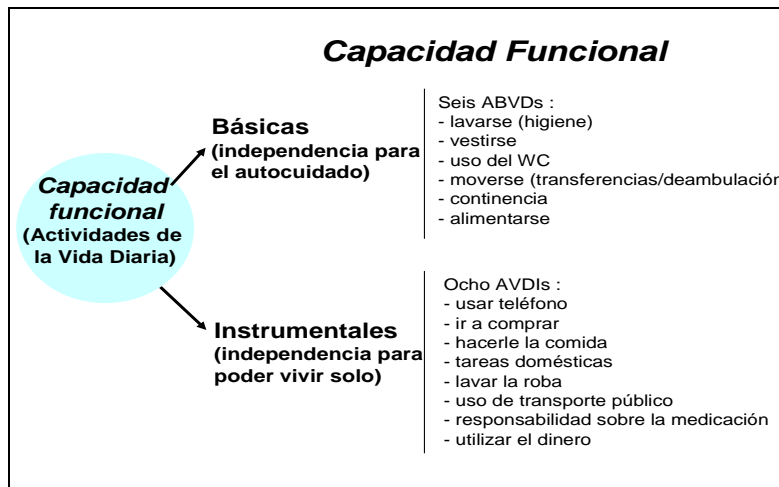 Capacidad Funcional
Capacidad
funcional
(Actividades de
la Vida Diaria)
Básicas
(independencia para
el autocuidado)
Seis ABVDs :
- lavarse (higiene)
- vestirse
- uso del WC
- moverse (transferencias/deambulación
- continencia
- alimentarse
Instrumentales
(independencia para
poder vivir solo)
Ocho AVDIs :
- usar teléfono
- ir a comprar
- hacerle la comida
- tareas domésticas
- lavar la roba
- uso de transporte público
- responsabilidad sobre la medicación
- utilizar el dinero